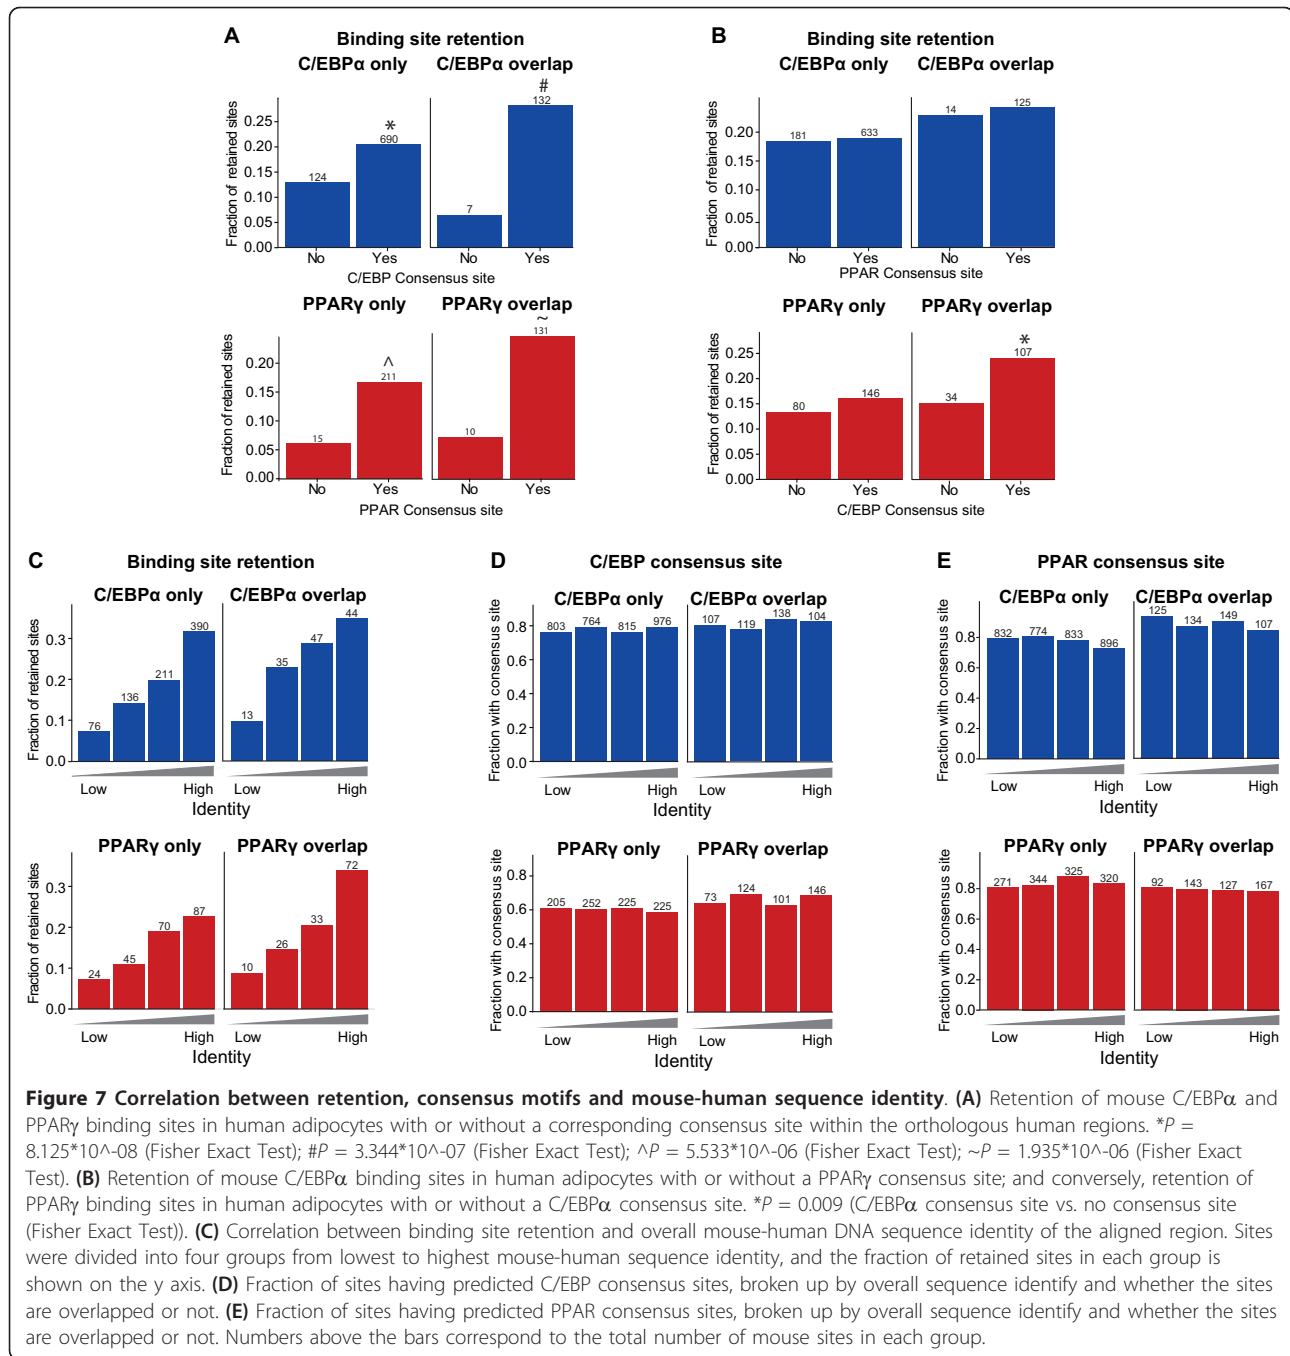 A
Binding site retention
C/EBPα only
C/EBPα overlap
Fraction of retained sites
0.25
0.20
0.15
0.10
0.05
0.00
124
*
690
7
#
132
No
Yes
No
Yes
C/EBP Consensus site
PPARγ only
PPARγ overlap
Fraction of retained sites
0.20
0.15
0.10
0.05
0.00
15
^
211
10
~
131
No
Yes
No
Yes
PPAR Consensus site
B
Binding site retention
C/EBPα only
C/EBPα overlap
Fraction of retained sites
0.20
0.15
0.10
0.05
0.00
181
633
14
125
No
Yes
No
Yes
PPAR Consensus site
PPARγ only
PPARγ overlap
Fraction of retained sites
0.25
0.20
0.15
0.10
0.05
0.00
80
146
34
*
107
No
Yes
No
Yes
C/EBP Consensus site
C
Binding site retention
C/EBPα only
C/EBPα overlap
Fraction of retained sites
0.3
0.2
0.1
0.0
76
136
211
390
13
35
47
44
Low
High
Low
High
Identity
PPARγ only
PPARγ overlap
Fraction of retained sites
0.3
0.2
0.1
0.0
24
45
70
87
10
26
33
72
Low
High
Low
High
Identity
D
C/EBP consensus site
C/EBPα only
C/EBPα overlap
Fraction with consensus site
0.8
0.6
0.4
0.2
0.0
803
764
815
976
107
119
138
104
Low
High
Low
High
Identity
PPARγ only
PPARγ overlap
Fraction with consensus site
0.8
0.6
0.4
0.2
0.0
205
252
225
225
73
124
101
146
Low
High
Low
High
Identity
E
PPAR consensus site
C/EBPα only
C/EBPα overlap
Fraction with consensus site
0.8
0.6
0.4
0.2
0.0
832
774
833
896
125
134
149
107
Low
High
Low
High
Identity
PPARγ only
PPARγ overlap
Fraction with consensus site
0.8
0.6
0.4
0.2
0.0
271
344
325
320
92
143
127
167
Low
High
Low
High
Identity
Figure 7 Correlation between retention, consensus motifs and mouse-human sequence identity. (A) Retention of mouse C/EBPα and
PPARγ binding sites in human adipocytes with or without a corresponding consensus site within the orthologous human regions. *P =
8.125*10^-08 (Fisher Exact Test); #P = 3.344*10^-07 (Fisher Exact Test); ^P = 5.533*10^-06 (Fisher Exact Test); ~P = 1.935*10^-06 (Fisher Exact
Test). (B) Retention of mouse C/EBPα binding sites in human adipocytes with or without a PPARγ consensus site; and conversely, retention of
PPARγ binding sites in human adipocytes with or without a C/EBPα consensus site. *P = 0.009 (C/EBPα consensus site vs. no consensus site
(Fisher Exact Test)). (C) Correlation between binding site retention and overall mouse-human DNA sequence identity of the aligned region. Sites
were divided into four groups from lowest to highest mouse-human sequence identity, and the fraction of retained sites in each group is
shown on the y axis. (D) Fraction of sites having predicted C/EBP consensus sites, broken up by overall sequence identify and whether the sites
are overlapped or not. (E) Fraction of sites having predicted PPAR consensus sites, broken up by overall sequence identify and whether the sites
are overlapped or not. Numbers above the bars correspond to the total number of mouse sites in each group.